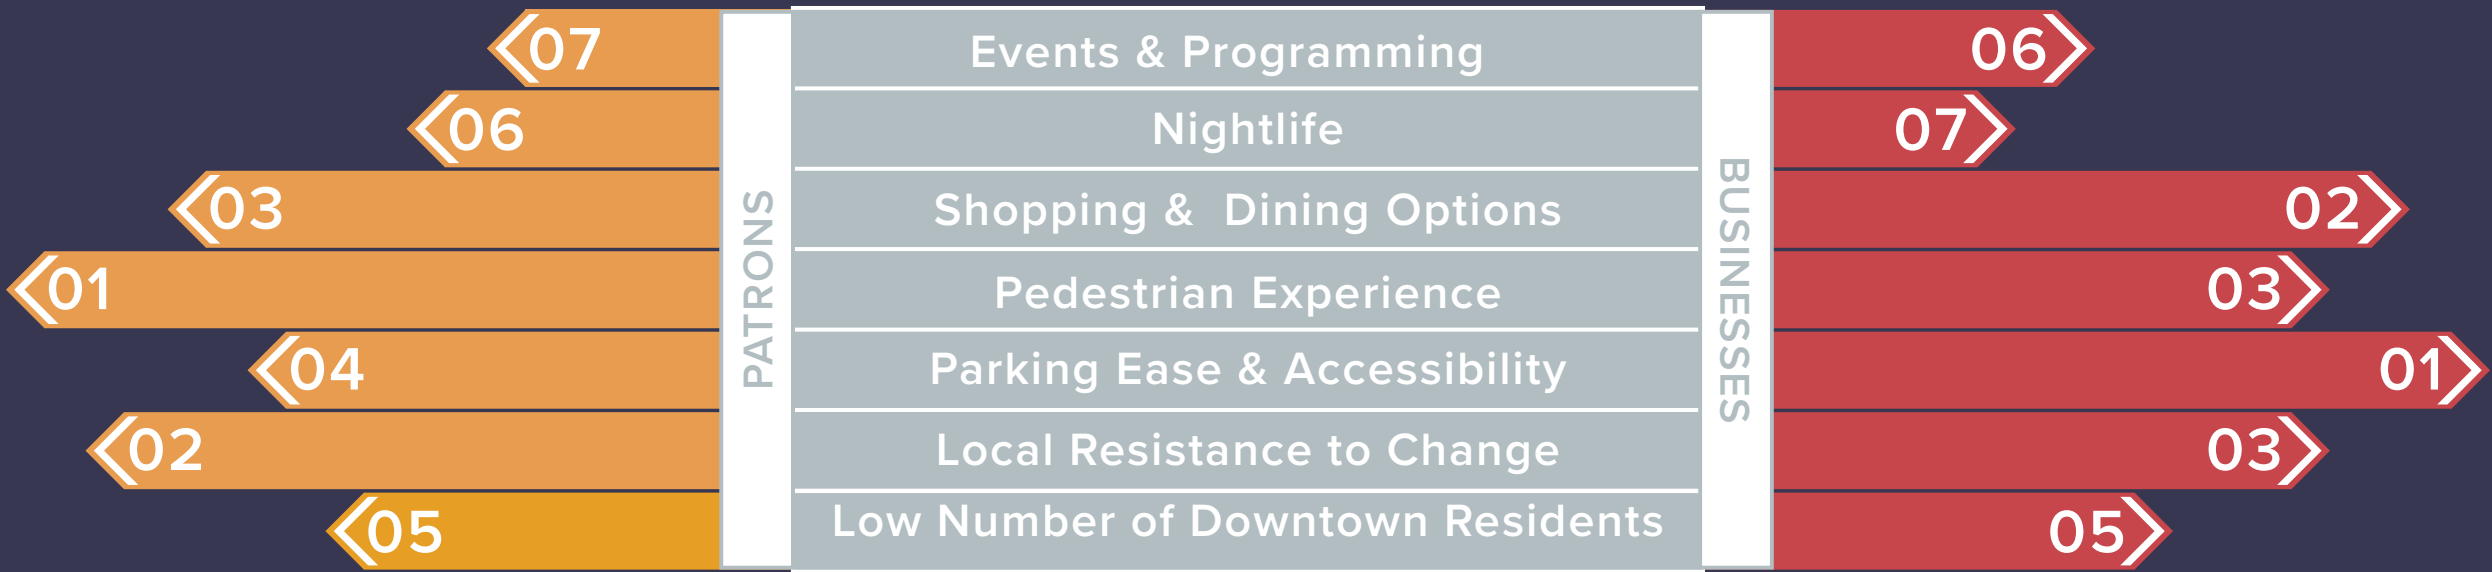 07 Events & Programming 06
06 Nightlife 07
03 Shopping & Dining Options 02
01 Pedestrian Experience 03
04 Parking Ease & Accessibility 01
02 Local Resistance to Change 03
05 Low Number of Downtown Residents 05
PATRONS
BUSINESSES